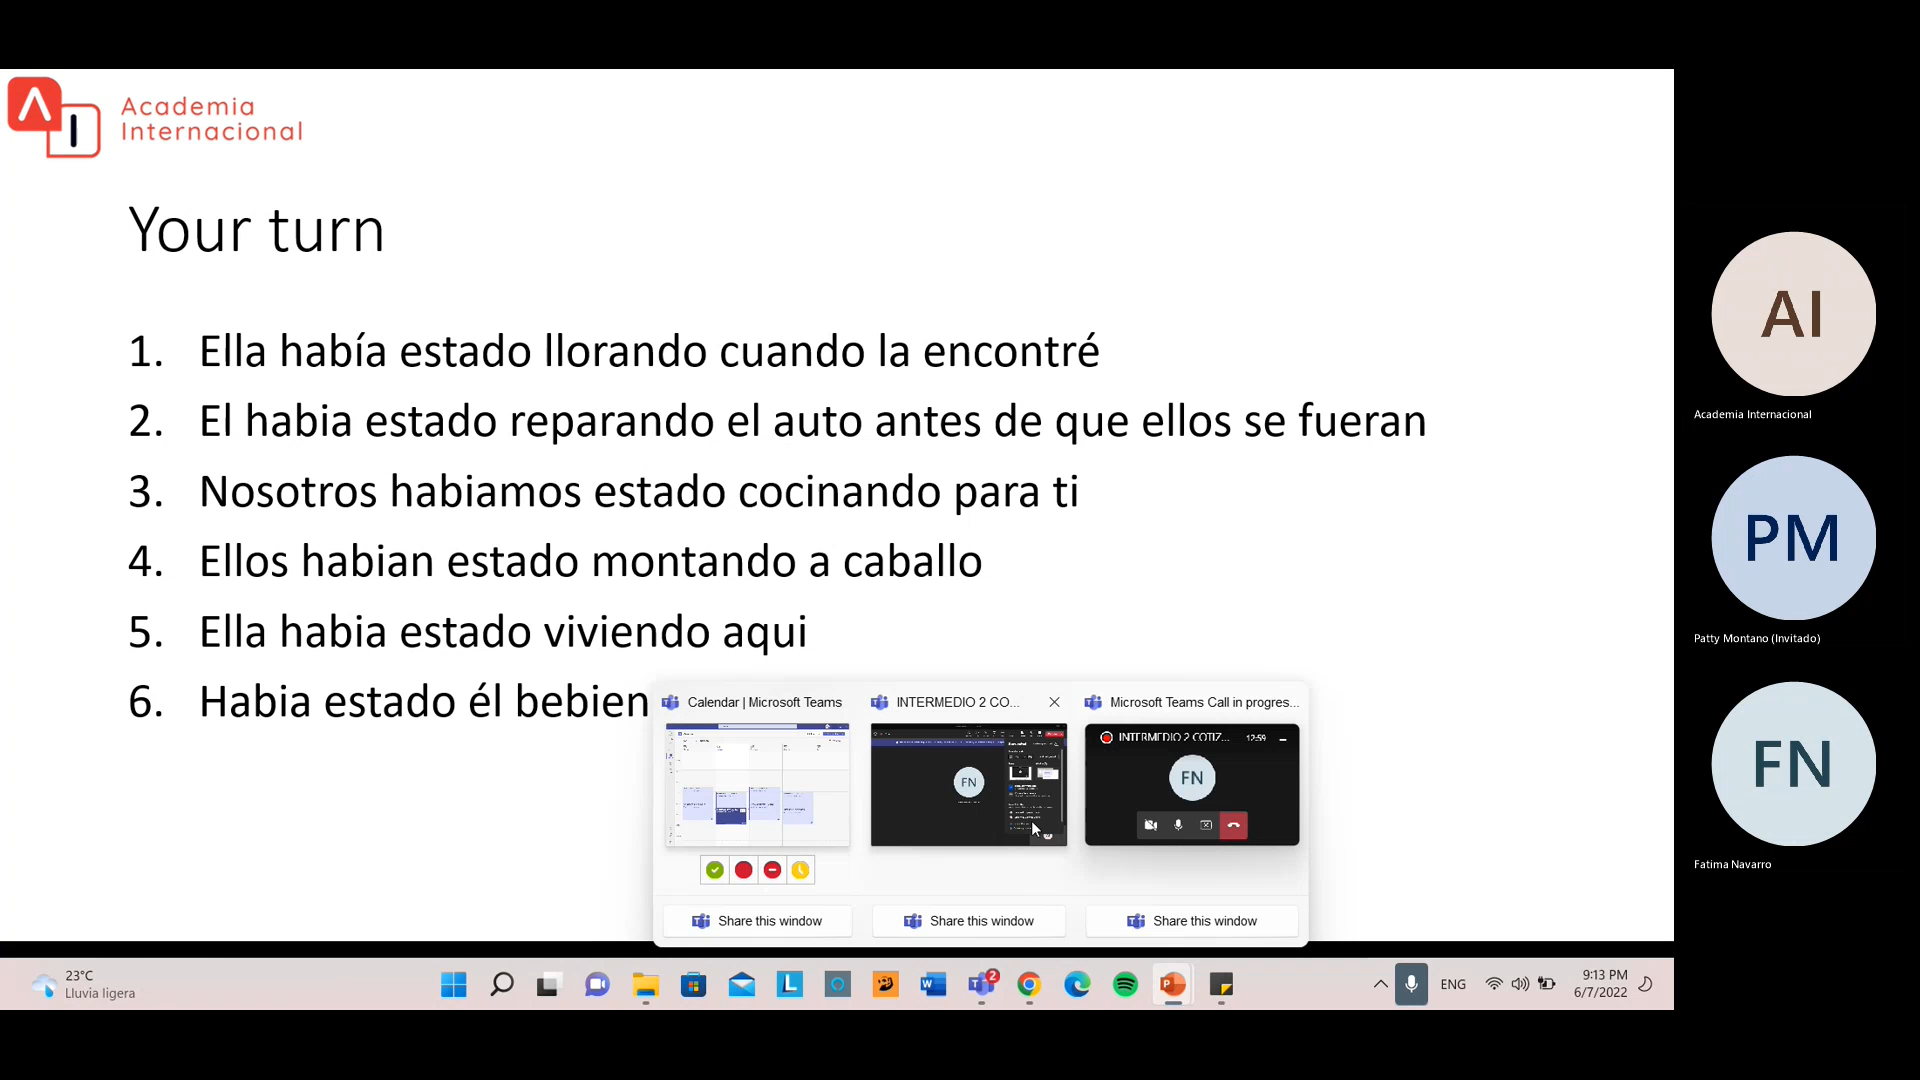 Academia
Internacional
Your turn
1. Ella había estado llorando cuando la encontré
2. El habia estado reparando el auto antes de que ellos se fueran
3. Nosotros habiamos estado cocinando para ti
4. Ellos habian estado montando a caballo
5. Ella habia estado viviendo aqui
6. Habia estado él bebien
Calendar | Microsoft Teams
INTERMEDIO 2 CO...
Microsoft Teams Call in progres...
INTERMEDIO 2 COTIZ...
12:59
FN
FN
Share this window
Share this window
Share this window
AI
Academia Internacional
PM
Patty Montano (Invitado)
FN
Fatima Navarro
23°C
Lluvia ligera
2
ENG
9:13 PM
6/7/2022